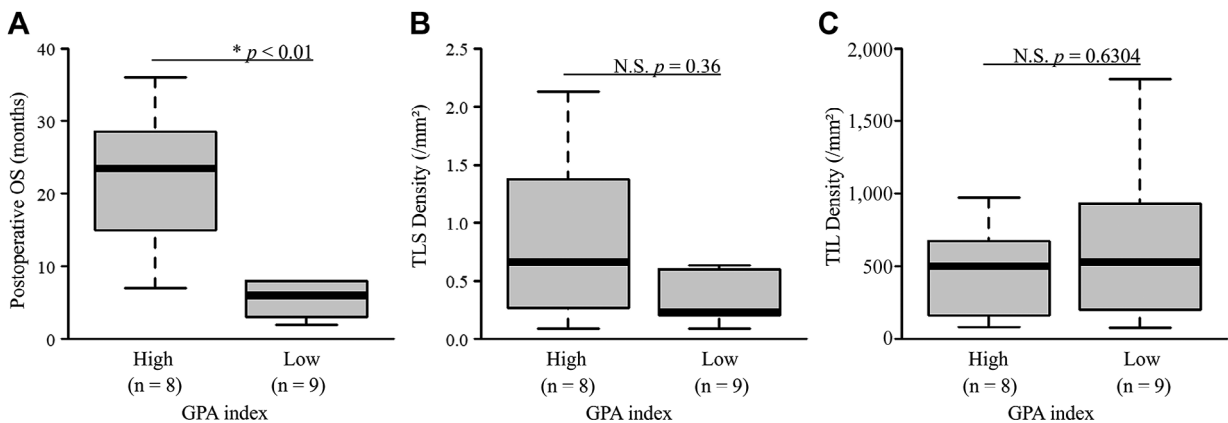 A
* p < 0.01
Postoperative OS (months)
40
30
20
10
0
High
Low
(n = 8)
(n = 9)
GPA index
B
N.S. p = 0.36
TLS Density (/mm²)
2.5
2.0
1.5
1.0
0.5
0.0
High
Low
(n = 8)
(n = 9)
GPA index
C
N.S. p = 0.6304
TIL Density (/mm²)
2,000
1,500
1,000
500
0
High
Low
(n = 8)
(n = 9)
GPA index